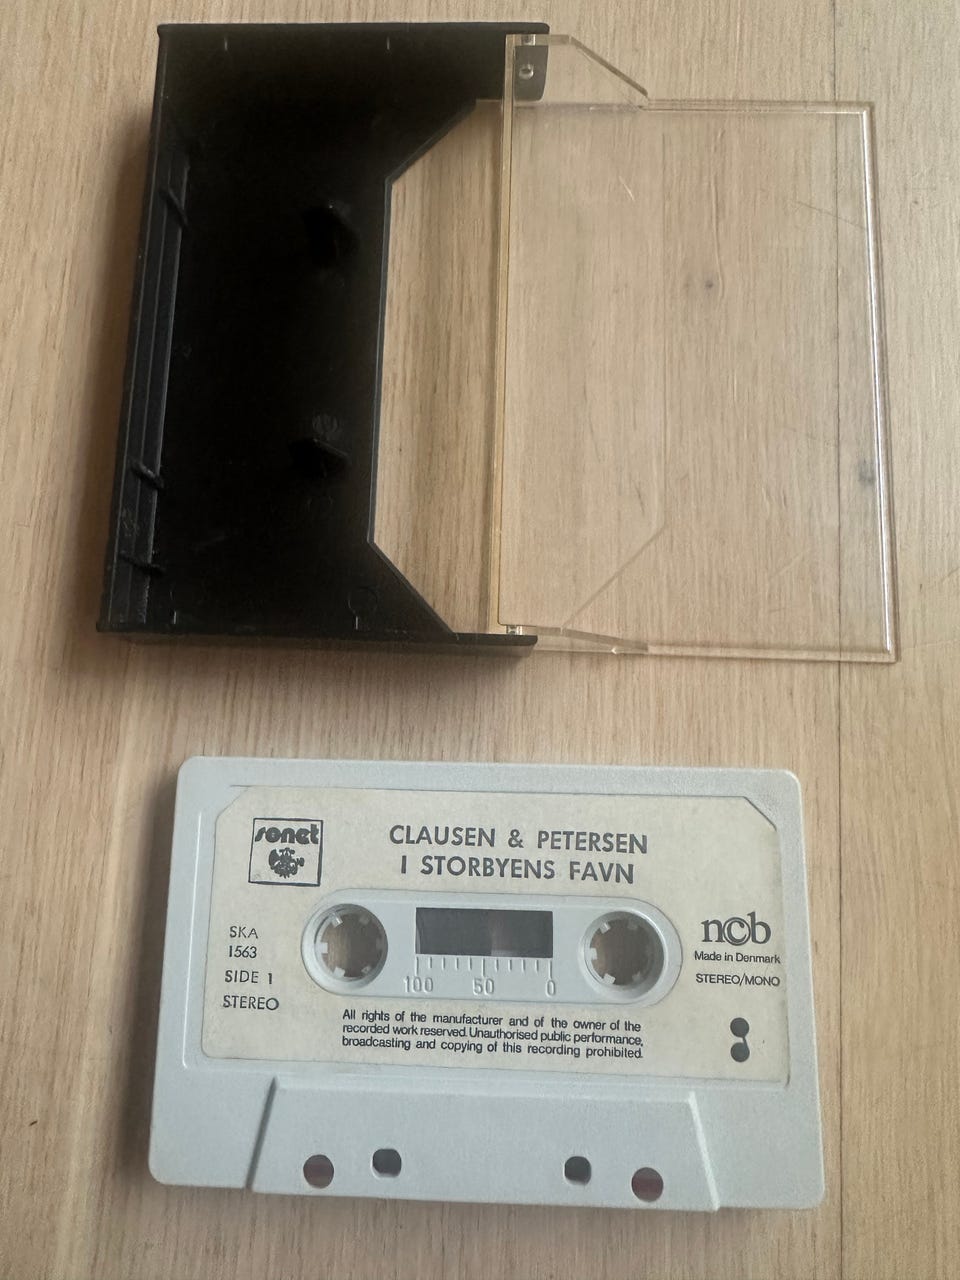 sonet
CLAUSEN & PETERSEN
I STORBYENS FAVN
SKA
1563
SIDE 1
STEREO
ncb
Made in Denmark
STEREO/MONO
100 50 0
All rights of the manufacturer and of the owner of the
recorded work reserved. Unauthorised public performance,
broadcasting and copying of this recording prohibited.